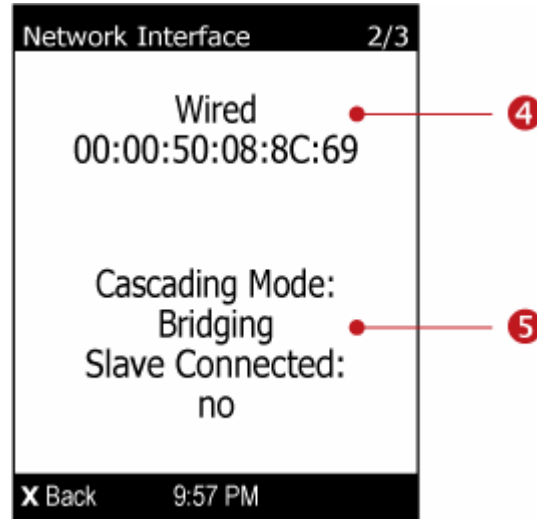 Network Interface 2/3
Wired
00:00:50:08:8C:69
4
Cascading Mode:
Bridging
5
Slave Connected:
no
X Back 9:57 PM